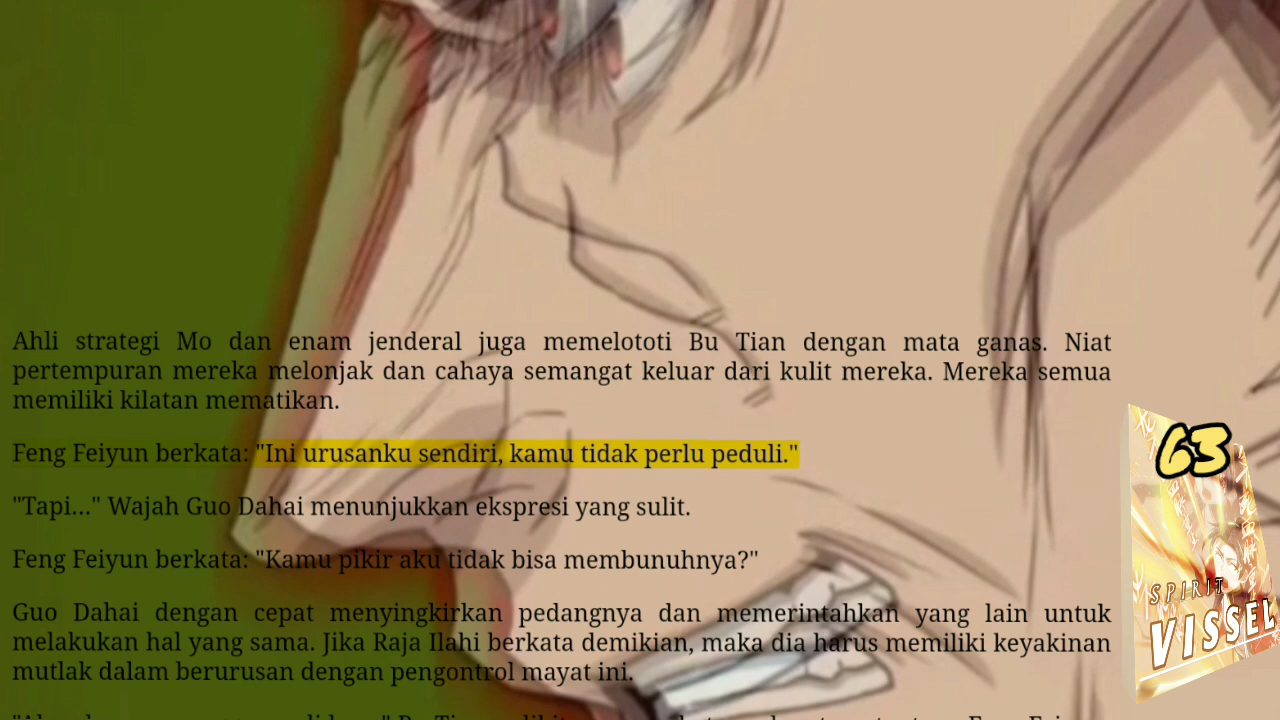 Ahli strategi Mo dan enam jenderal juga memelototi Bu Tian dengan mata ganas. Niat
pertempuran mereka melonjak dan cahaya semangat keluar dari kulit mereka. Mereka semua
memiliki kilatan mematikan.
Feng Feiyun berkata: "Ini urusanku sendiri, kamu tidak perlu peduli."
"Tapi..." Wajah Guo Dahai menunjukkan ekspresi yang sulit.
Feng Feiyun berkata: "Kamu pikir aku tidak bisa membunuhnya?"
Guo Dahai dengan cepat menyingkirkan pedangnya dan memerintahkan yang lain untuk
melakukan hal yang sama. Jika Raja Ilahi berkata demikian, maka dia harus memiliki keyakinan
mutlak dalam berurusan dengan pengontrol mayat ini.
63
SPIRIT
VISSEL